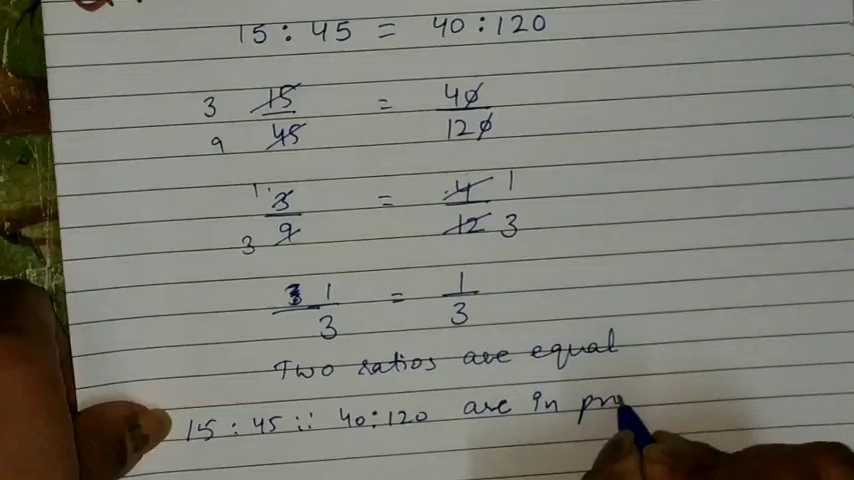 15 : 45 = 40 : 120
3 15 = 40
9 45 120
1 3 = 4 1
3 9 12 3
1 = 1
3 3
Two ratios are equal
15 : 45 :: 40 : 120 are in pro